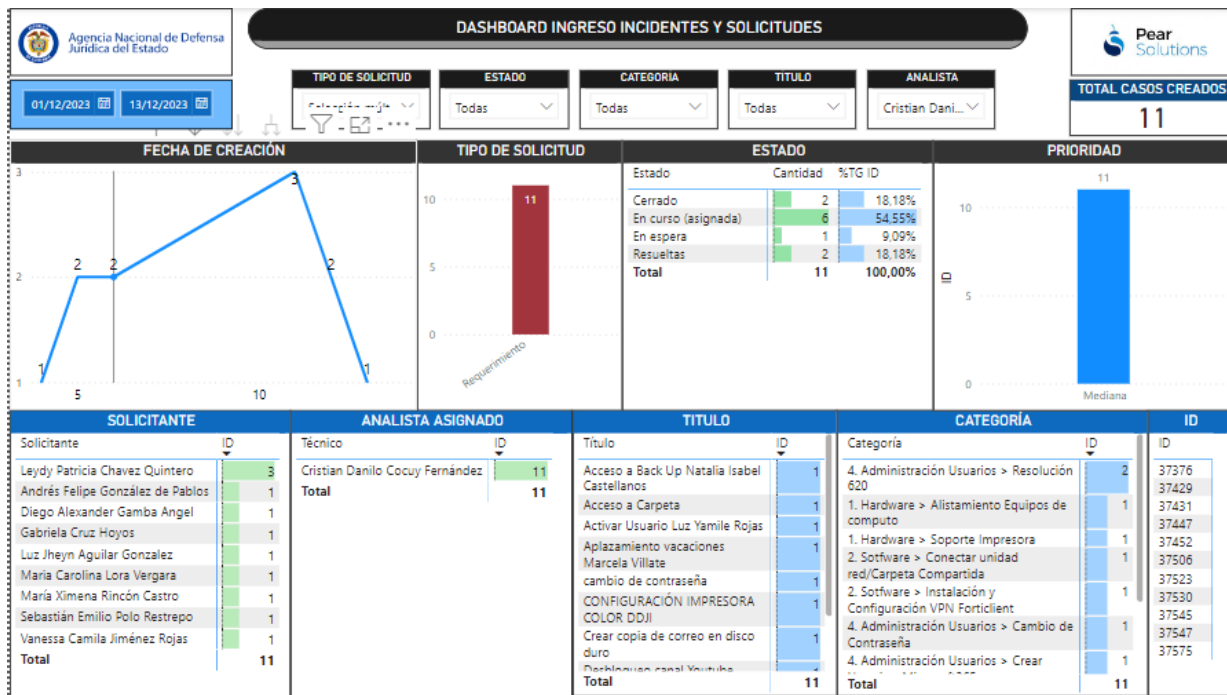 Agencia Nacional de Defensa
Jurídica del Estado
DASHBOARD INGRESO INCIDENTES Y SOLICITUDES
Pear
Solutions
01/12/2023
13/12/2023
TIPO DE SOLICITUD
ESTADO
Todas
CATEGORIA
Todas
TITULO
Todas
ANALISTA
Cristian Dani...
TOTAL CASOS CREADOS
11
FECHA DE CREACIÓN
3
2
1
1
2
2
3
2
1
5
10
TIPO DE SOLICITUD
10
5
0
11
Requerimiento
ESTADO
Estado Cantidad %TG ID
Cerrado 2 18,18%
En curso (asignada) 6 54,55%
En espera 1 9,09%
Resueltas 2 18,18%
Total 11 100,00%
PRIORIDAD
11
10
5
0
ID
Mediana
SOLICITANTE
Solicitante ID
Leydy Patricia Chavez Quintero 3
Andrés Felipe González de Pablos 1
Diego Alexander Gamba Angel 1
Gabriela Cruz Hoyos 1
Luz Jheyn Aguilar Gonzalez 1
Maria Carolina Lora Vergara 1
María Ximena Rincón Castro 1
Sebastián Emilio Polo Restrepo 1
Vanessa Camila Jiménez Rojas 1
Total 11
ANALISTA ASIGNADO
Técnico ID
Cristian Danilo Cocuy Fernández 11
Total 11
TITULO
Título ID
Acceso a Back Up Natalia Isabel 1
Castellanos
Acceso a Carpeta 1
Activar Usuario Luz Yamile Rojas 1
Aplazamiento vacaciones 1
Marcela Villate
cambio de contraseña 1
CONFIGURACIÓN IMPRESORA 1
COLOR DDJI
Crear copia de correo en disco 1
duro
Desbloqueo canal Youtube 1
Total 11
CATEGORÍA
Categoría ID
4. Administración Usuarios > Resolución 2
620
1. Hardware > Alistamiento Equipos de 1
computo
1. Hardware > Soporte Impresora 1
2. Sotfware > Conectar unidad 1
red/Carpeta Compartida
2. Sotfware > Instalación y 1
Configuración VPN Forticlient
4. Administración Usuarios > Cambio de 1
Contraseña
4. Administración Usuarios > Crear 1
Total 11
ID
ID
37376
37429
37431
37447
37452
37506
37523
37530
37545
37547
37575